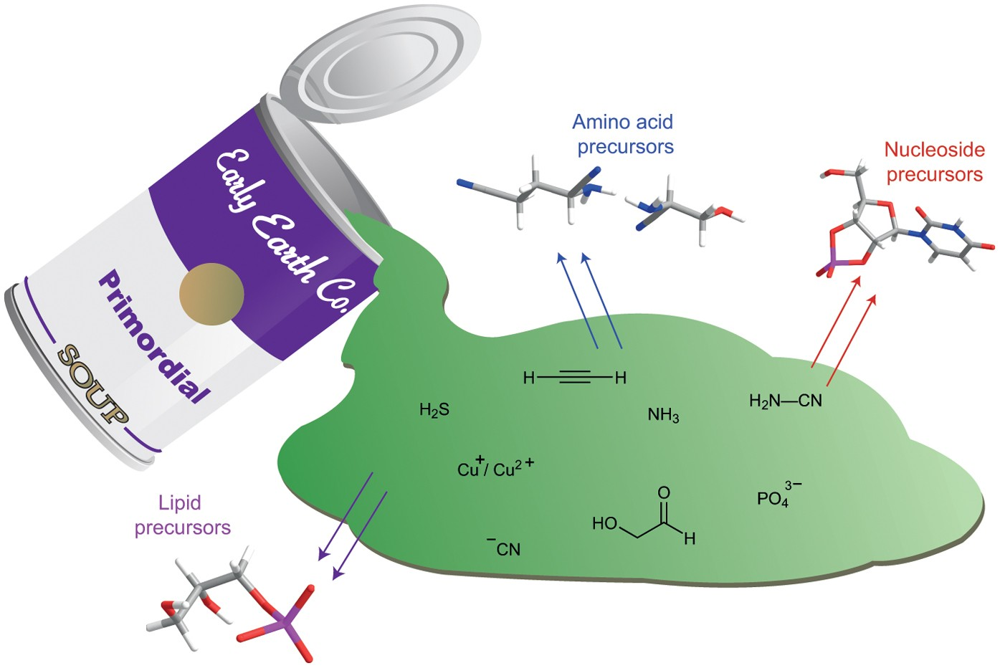 Early Earth Co.
Primordial
SOUP
Amino acid
precursors
Nucleoside
precursors
H—≡—H
H₂S
NH₃
H₂N—CN
Cu⁺/ Cu²⁺
PO₄³⁻
HO
O
H
⁻CN
Lipid
precursors